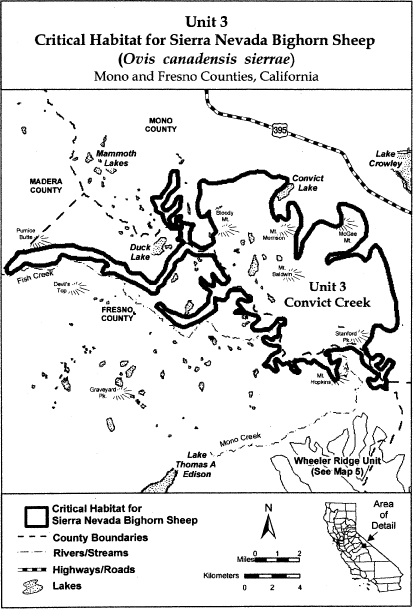 Unit 3
Critical Habitat for Sierra Nevada Bighorn Sheep
(Ovis canadensis sierrae)
Mono and Fresno Counties, California
MONO
COUNTY
395
Mammoth
Lakes
Lake
Crowley
MADERA
COUNTY
Convict
Lake
Pumice
Butte
Bloody
Mt.
Mt.
Morrison
McGee
Mt.
Duck
Lake
Mt.
Baldwin
Fish Creek
Devil's
Top
Unit 3
Convict Creek
FRESNO
COUNTY
Stanford
Pk.
Mt.
Hopkins
Graveyard
Pk.
Mono Creek
Lake
Thomas A
Edison
Wheeler Ridge Unit
(See Map 5)
Critical Habitat for
Sierra Nevada Bighorn Sheep
County Boundaries
Rivers/Streams
Highways/Roads
Lakes
N
Miles 0 1 2
Kilometers 0 2 4
Area
of
Detail